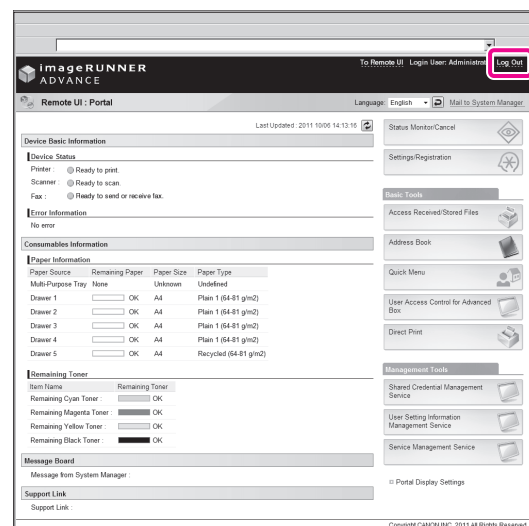 imageRUNNER
ADVANCE
To Remote UI Login User: Administrat Log Out
Remote UI : Portal
Language: English Mail to System Manager
Last Updated : 2011 10/06 14:13:16
Device Basic Information
Device Status
Printer : Ready to print.
Scanner : Ready to scan.
Fax : Ready to send or receive fax.
Error Information
No error
Consumables Information
Paper Information
Paper Source Remaining Paper Paper Size Paper Type
Multi-Purpose Tray None Unknown Undefined
Drawer 1 OK A4 Plain 1 (64-81 g/m2)
Drawer 2 OK A4 Plain 1 (64-81 g/m2)
Drawer 3 OK A4 Plain 1 (64-81 g/m2)
Drawer 4 OK A4 Plain 1 (64-81 g/m2)
Drawer 5 OK A4 Recycled (64-81 g/m2)
Remaining Toner
Item Name Remaining Toner
Remaining Cyan Toner : OK
Remaining Magenta Toner : OK
Remaining Yellow Toner : OK
Remaining Black Toner : OK
Message Board
Message from System Manager :
Support Link
Support Link :
Status Monitor/Cancel
Settings/Registration
Basic Tools
Access Received/Stored Files
Address Book
Quick Menu
User Access Control for Advanced
Box
Direct Print
Management Tools
Shared Credential Management
Service
User Setting Information
Management Service
Service Management Service
Portal Display Settings
Copyright CANON INC. 2011 All Rights Reserved